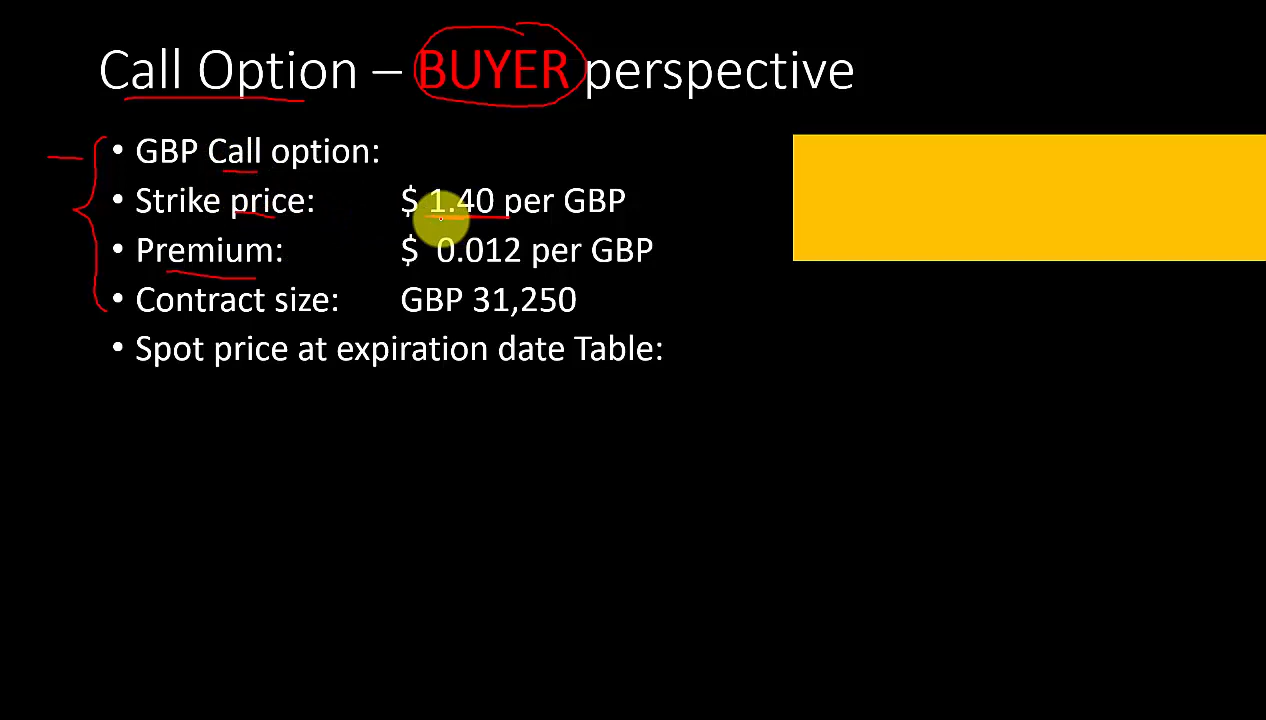 Call Option – BUYER perspective
• GBP Call option:
• Strike price: $ 1.40 per GBP
• Premium: $ 0.012 per GBP
• Contract size: GBP 31,250
• Spot price at expiration date Table: